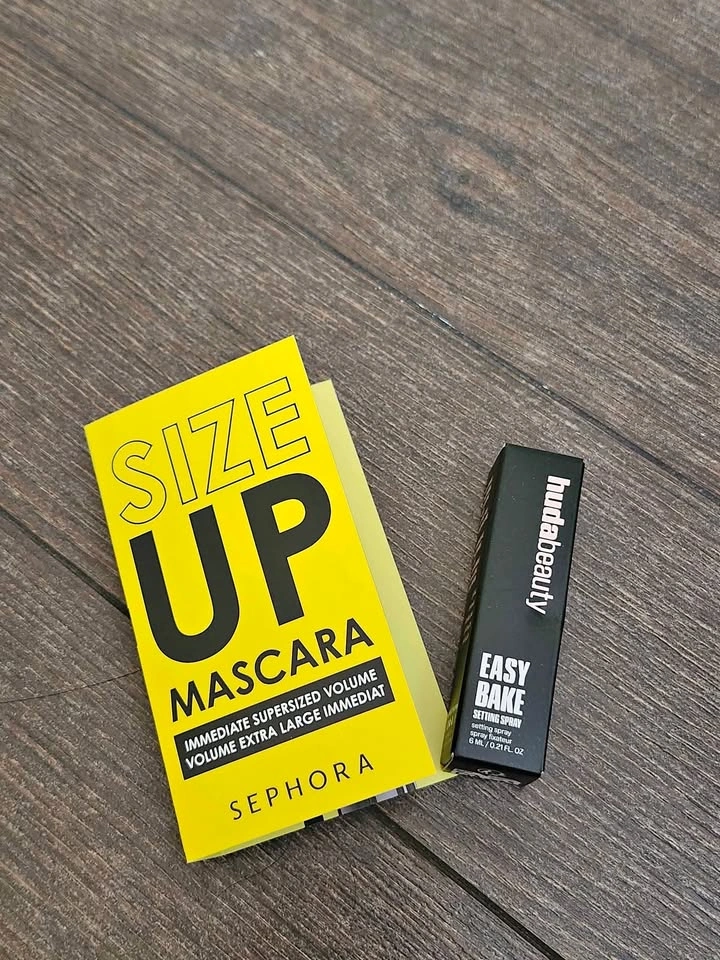 SIZE
UP
MASCARA
IMMEDIATE SUPERSIZED VOLUME
VOLUME EXTRA LARGE IMMEDIAT
SEPHORA
hudabeauty
EASY
BAKE
SETTING SPRAY
setting spray
spray fixateur
6 ML / 0.21 FL. OZ